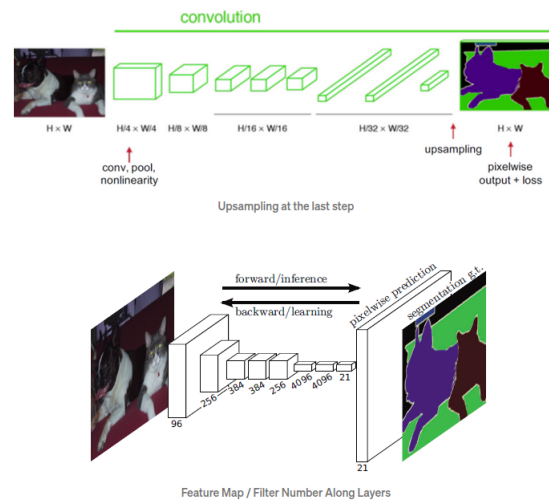 convolution
H × W
H/4 × W/4
H/8 × W/8
H/16 × W/16
H/32 × W/32
H × W
conv, pool,
nonlinearity
upsampling
pixelwise
output + loss
Upsampling at the last step
forward/inference
backward/learning
pixelwise prediction
segmentation g.t.
96
256
384
384
256
4096
4096
21
21
Feature Map / Filter Number Along Layers